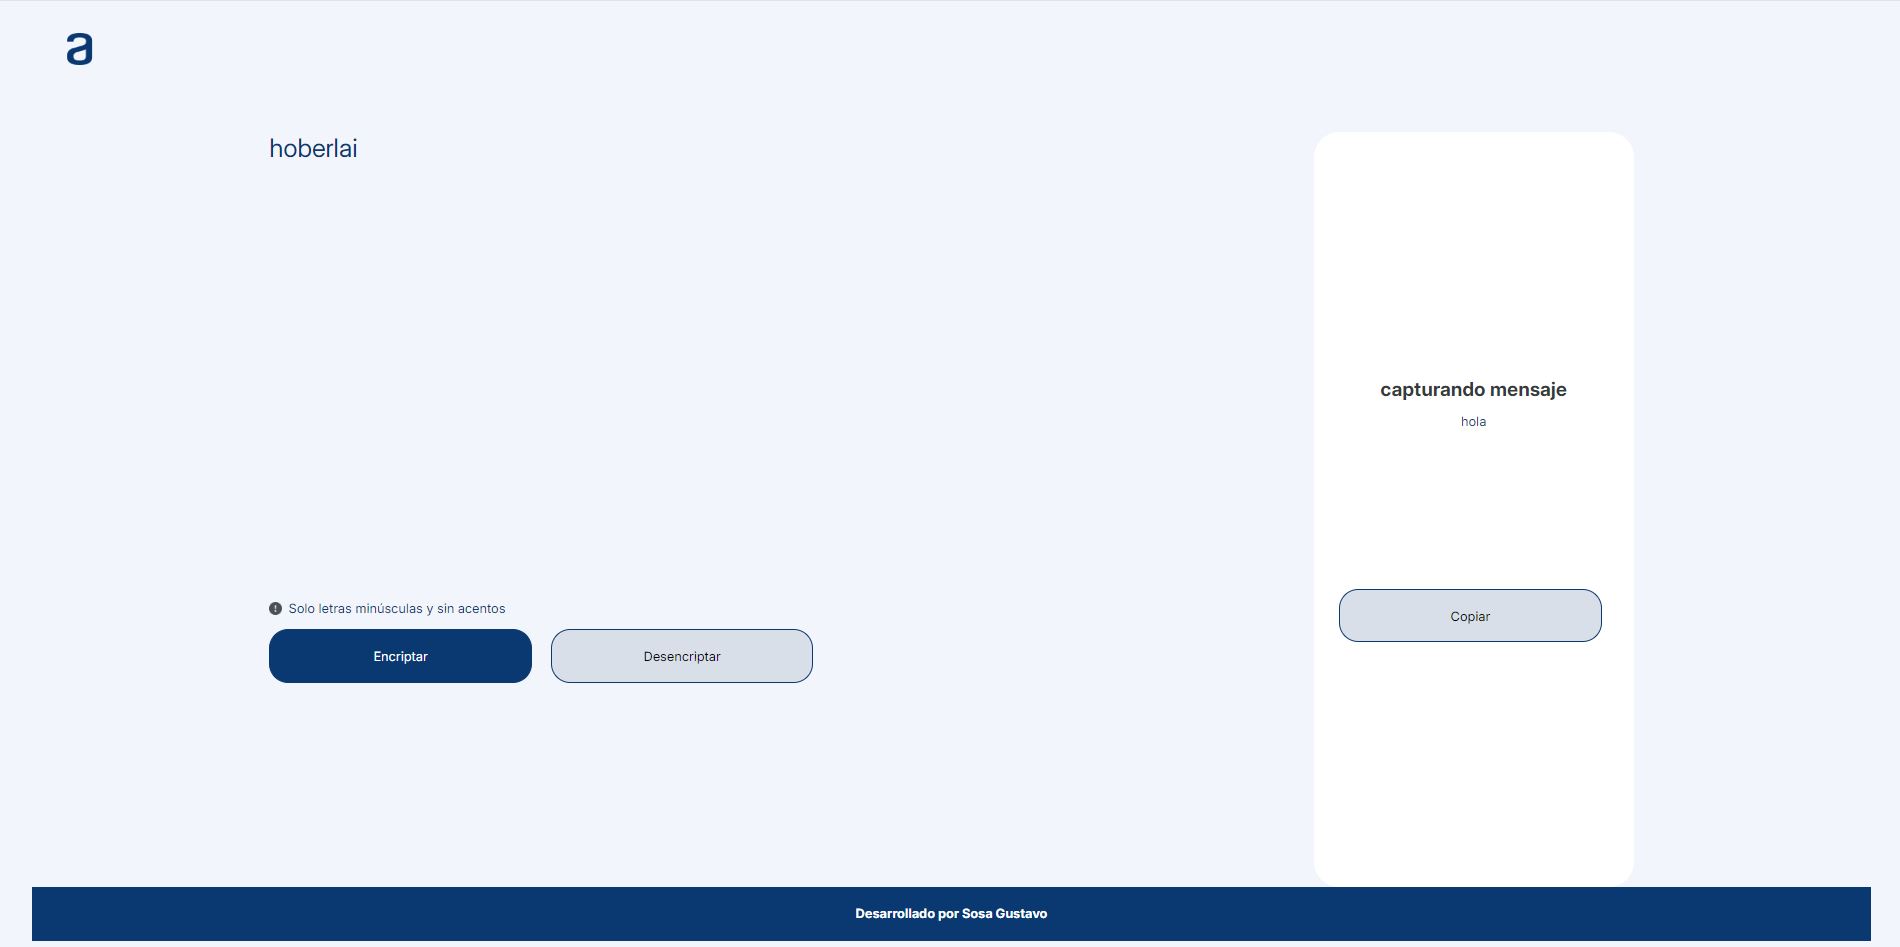 a
hoberlai
capturando mensaje
hola
Solo letras minúsculas y sin acentos
Encriptar
Desencriptar
Copiar
Desarrollado por Sosa Gustavo